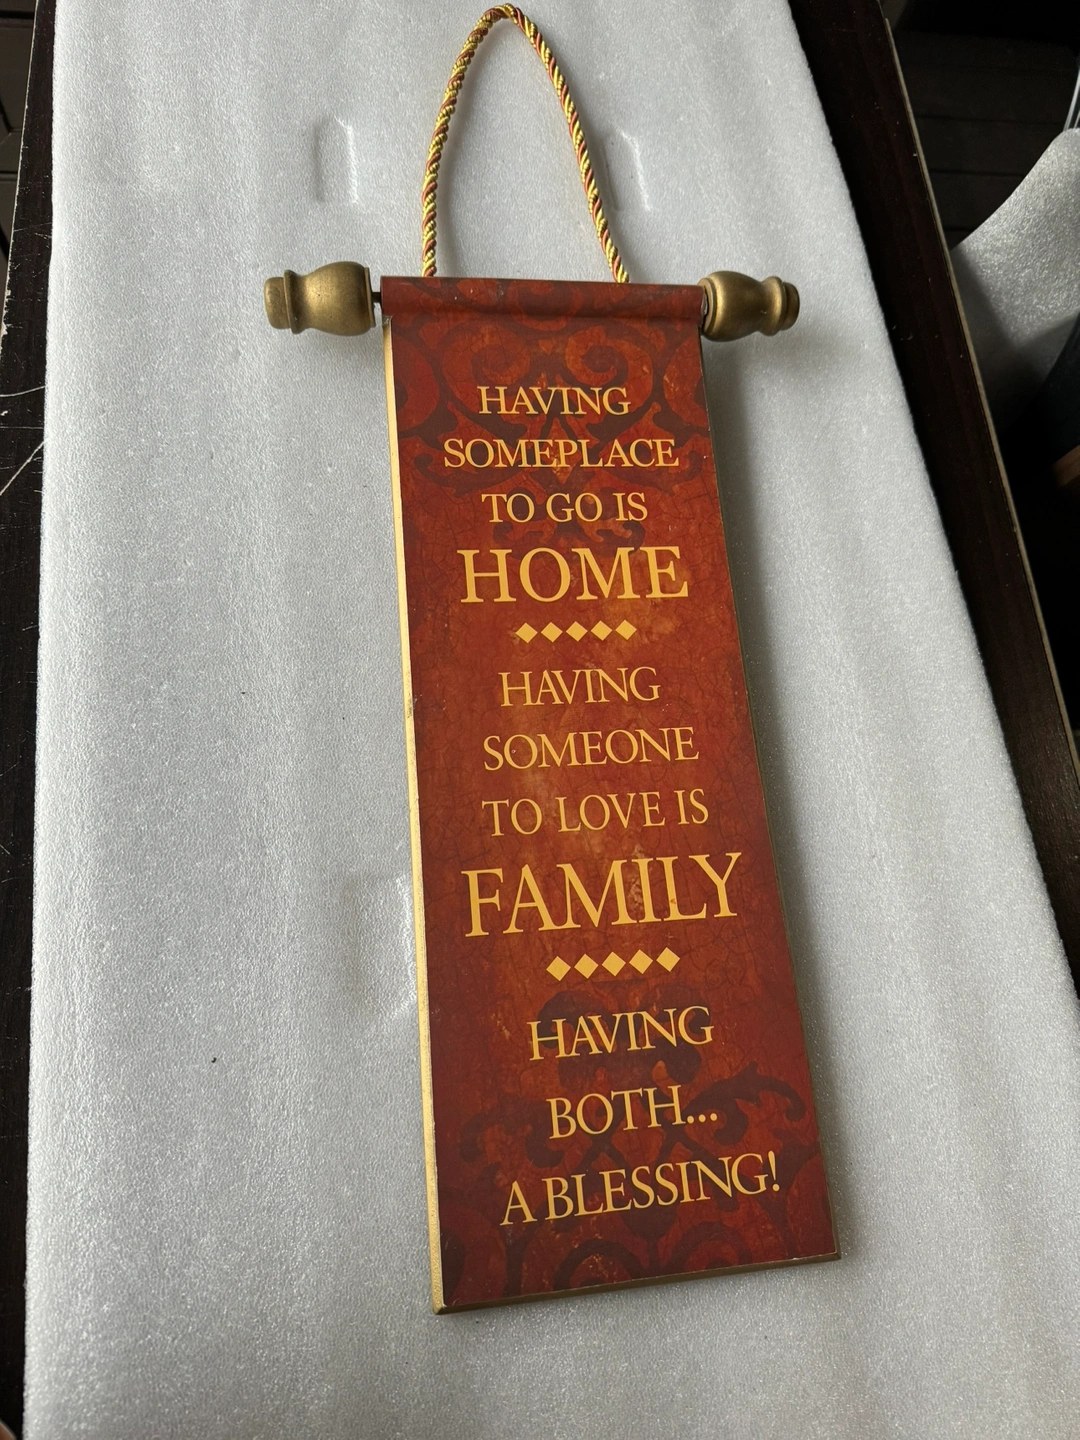 HAVING
SOMEPLACE
TO GO IS
HOME
HAVING
SOMEONE
TO LOVE IS
FAMILY
HAVING
BOTH...
A BLESSING!